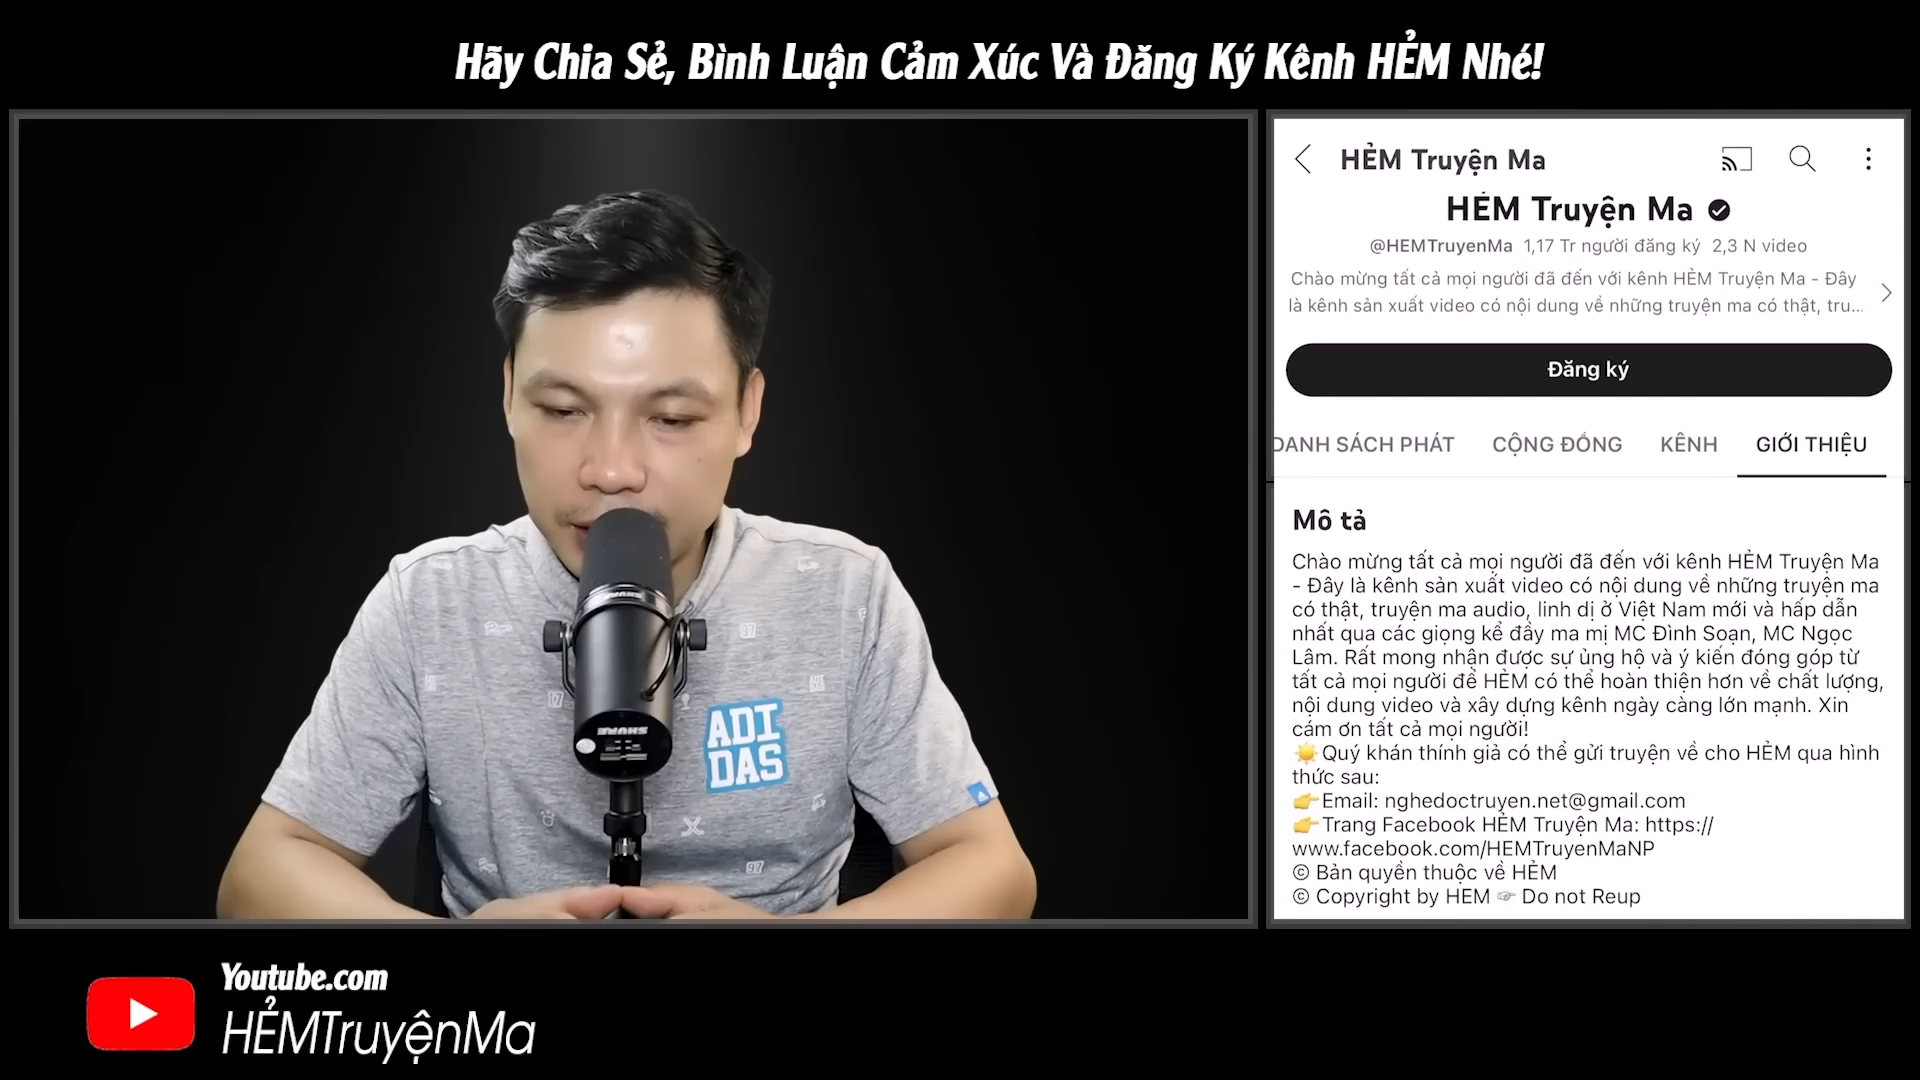 Hãy Chia Sẻ, Bình Luận Cảm Xúc Và Đăng Ký Kênh HẺM Nhé!
HẺM Truyện Ma
HẺM Truyện Ma
@HEMTruyenMa 1,17 Tr người đăng ký 2,3 N video
Chào mừng tất cả mọi người đã đến với kênh HẺM Truyện Ma - Đây
là kênh sản xuất video có nội dung về những truyện ma có thật, tru...
Đăng ký
DANH SÁCH PHÁT CỘNG ĐỒNG KÊNH GIỚI THIỆU
Mô tả
Chào mừng tất cả mọi người đã đến với kênh HẺM Truyện Ma
- Đây là kênh sản xuất video có nội dung về những truyện ma
có thật, truyện ma audio, linh dị ở Việt Nam mới và hấp dẫn
nhất qua các giọng kể đầy ma mị MC Đình Soạn, MC Ngọc
Lâm. Rất mong nhận được sự ủng hộ và ý kiến đóng góp từ
tất cả mọi người để HẺM có thể hoàn thiện hơn về chất lượng,
nội dung video và xây dựng kênh ngày càng lớn mạnh. Xin
cám ơn tất cả mọi người!
☀️Quý khán thính giả có thể gửi truyện về cho HẺM qua hình
thức sau:
👉Email: nghedoctruyen.net@gmail.com
👉Trang Facebook HẺM Truyện Ma: https://
www.facebook.com/HEMTruyenMaNP
© Bản quyền thuộc về HẺM
© Copyright by HEM ☞ Do not Reup
SHURE
SHURE
ADI
DAS
97
17
97
Youtube.com
HẺMTruyệnMa